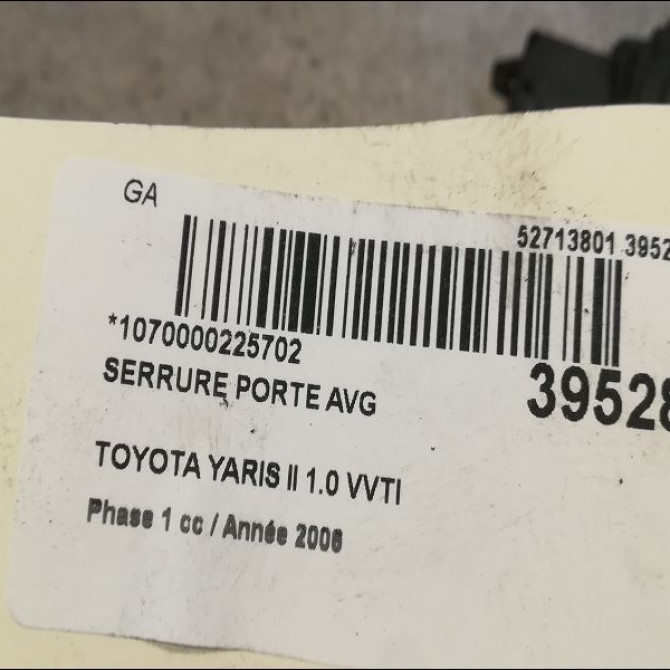 GA
52713801 3952
*1070000225702
SERRURE PORTE AVG
39528
TOYOTA YARIS II 1.0 VVTI
Phase 1 cc / Année 2006